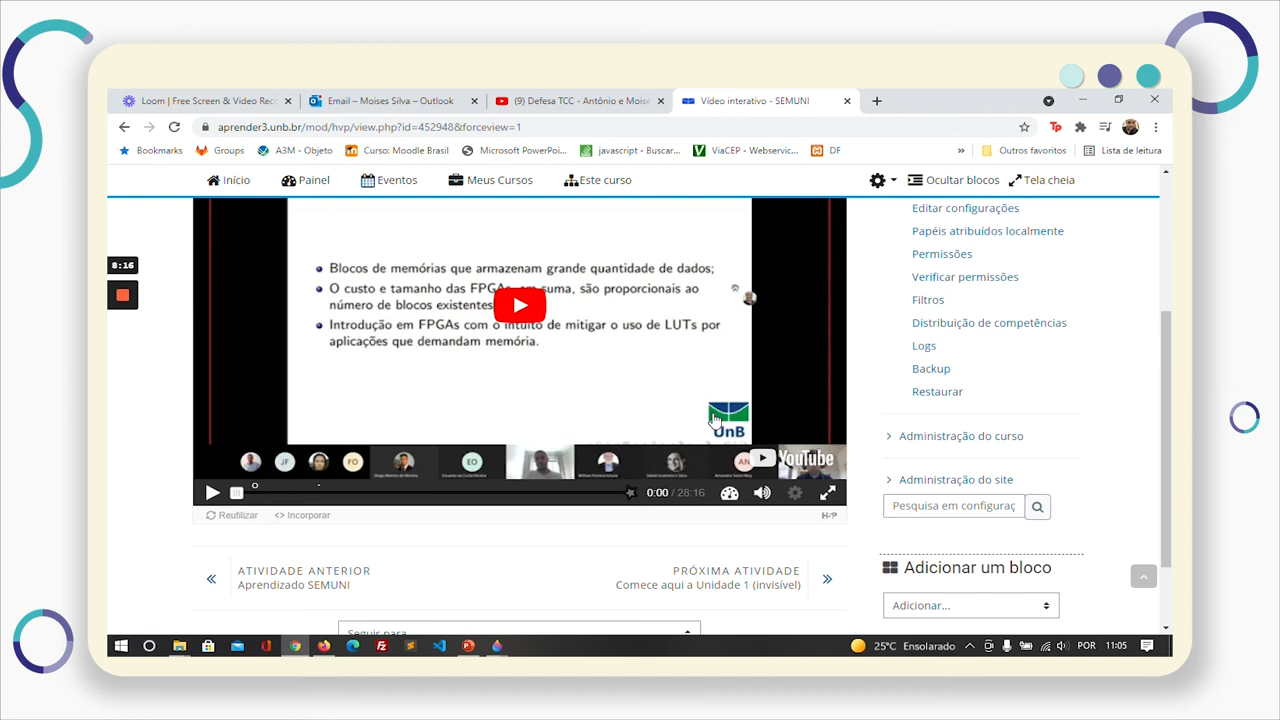 Loom | Free Screen & Video Rec
Email – Moises Silva – Outlook
(9) Defesa TCC - Antônio e Moisé
Vídeo interativo - SEMUNI
aprender3.unb.br/mod/hvp/view.php?id=452948&forceview=1
Bookmarks
Groups
A3M - Objeto
Curso: Moodle Brasil
Microsoft PowerPoi...
javascript - Buscar...
ViaCEP - Webservic...
DF
»
Outros favoritos
Lista de leitura
Início
Painel
Eventos
Meus Cursos
Este curso
Ocultar blocos
Tela cheia
8:16
Blocos de memórias que armazenam grande quantidade de dados;
O custo e tamanho das FPGAs, em suma, são proporcionais ao
número de blocos existentes
Introdução em FPGAs com o intuito de mitigar o uso de LUTs por
aplicações que demandam memória.
UnB
JF
FO
EO
AN
YouTube
0:00 / 28:16
Reutilizar
<> Incorporar
H-P
ATIVIDADE ANTERIOR
Aprendizado SEMUNI
PRÓXIMA ATIVIDADE
Comece aqui a Unidade 1 (invisível)
Seguir para...
Editar configurações
Papéis atribuídos localmente
Permissões
Verificar permissões
Filtros
Distribuição de competências
Logs
Backup
Restaurar
Administração do curso
Administração do site
Pesquisa em configuraç
Adicionar um bloco
Adicionar...
25°C Ensolarado
POR
11:05